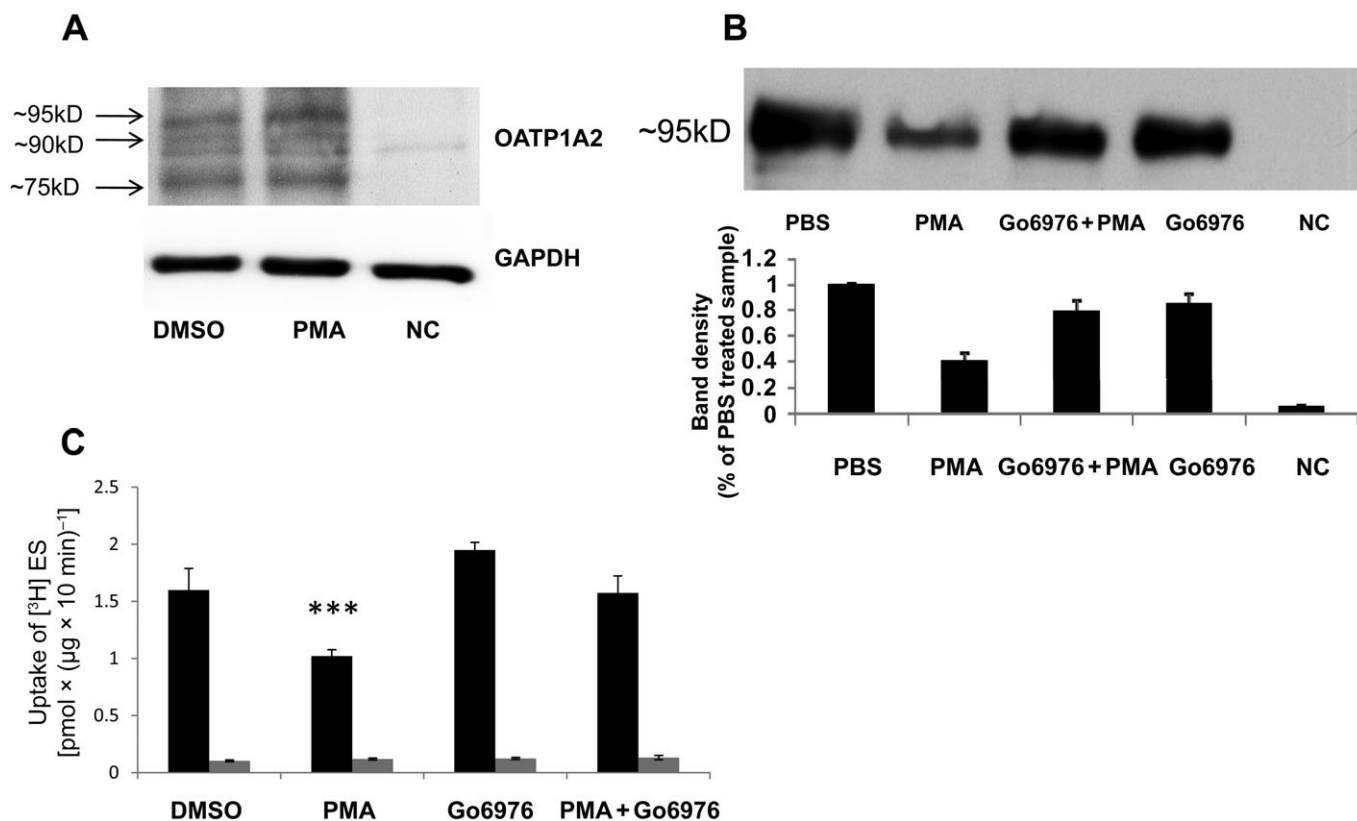 A
~95kD
~90kD
~75kD
OATP1A2
GAPDH
DMSO PMA NC
B
~95kD
PBS PMA Go6976+PMA Go6976 NC
Band density
(% of PBS treated sample)
1.2
1
0.8
0.6
0.4
0.2
0
PBS PMA Go6976+PMA Go6976 NC
C
Uptake of [³H] ES
[pmol × (µg × 10 min)⁻¹]
2.5
2
1.5
1
0.5
0
***
DMSO PMA Go6976 PMA+Go6976